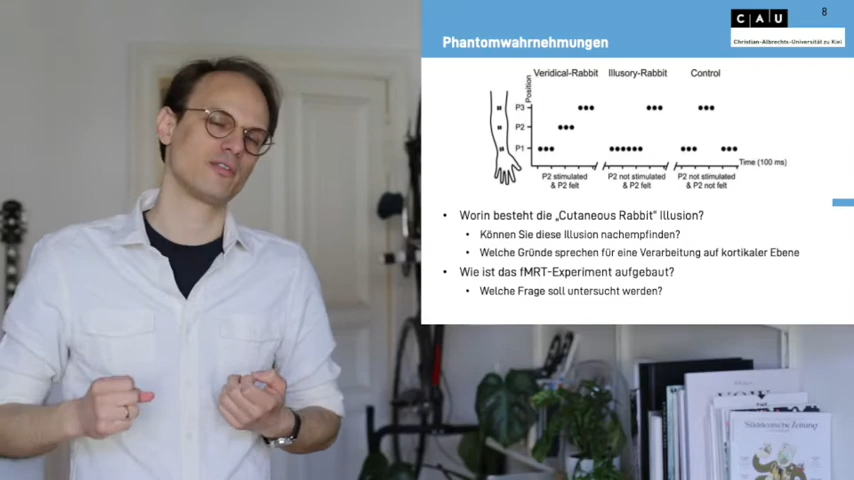 8
CAU
Christian-Albrechts-Universität zu Kiel
Phantomwahrnehmungen
Veridical-Rabbit
Illusory-Rabbit
Control
Position
P3
P2
P1
Time (100 ms)
P2 stimulated
& P2 felt
P2 not stimulated
& P2 felt
P2 not stimulated
& P2 not felt
• Worin besteht die „Cutaneous Rabbit“ Illusion?
• Können Sie diese Illusion nachempfinden?
• Welche Gründe sprechen für eine Verarbeitung auf kortikaler Ebene
• Wie ist das fMRT-Experiment aufgebaut?
• Welche Frage soll untersucht werden?
Süddeutsche Zeitung